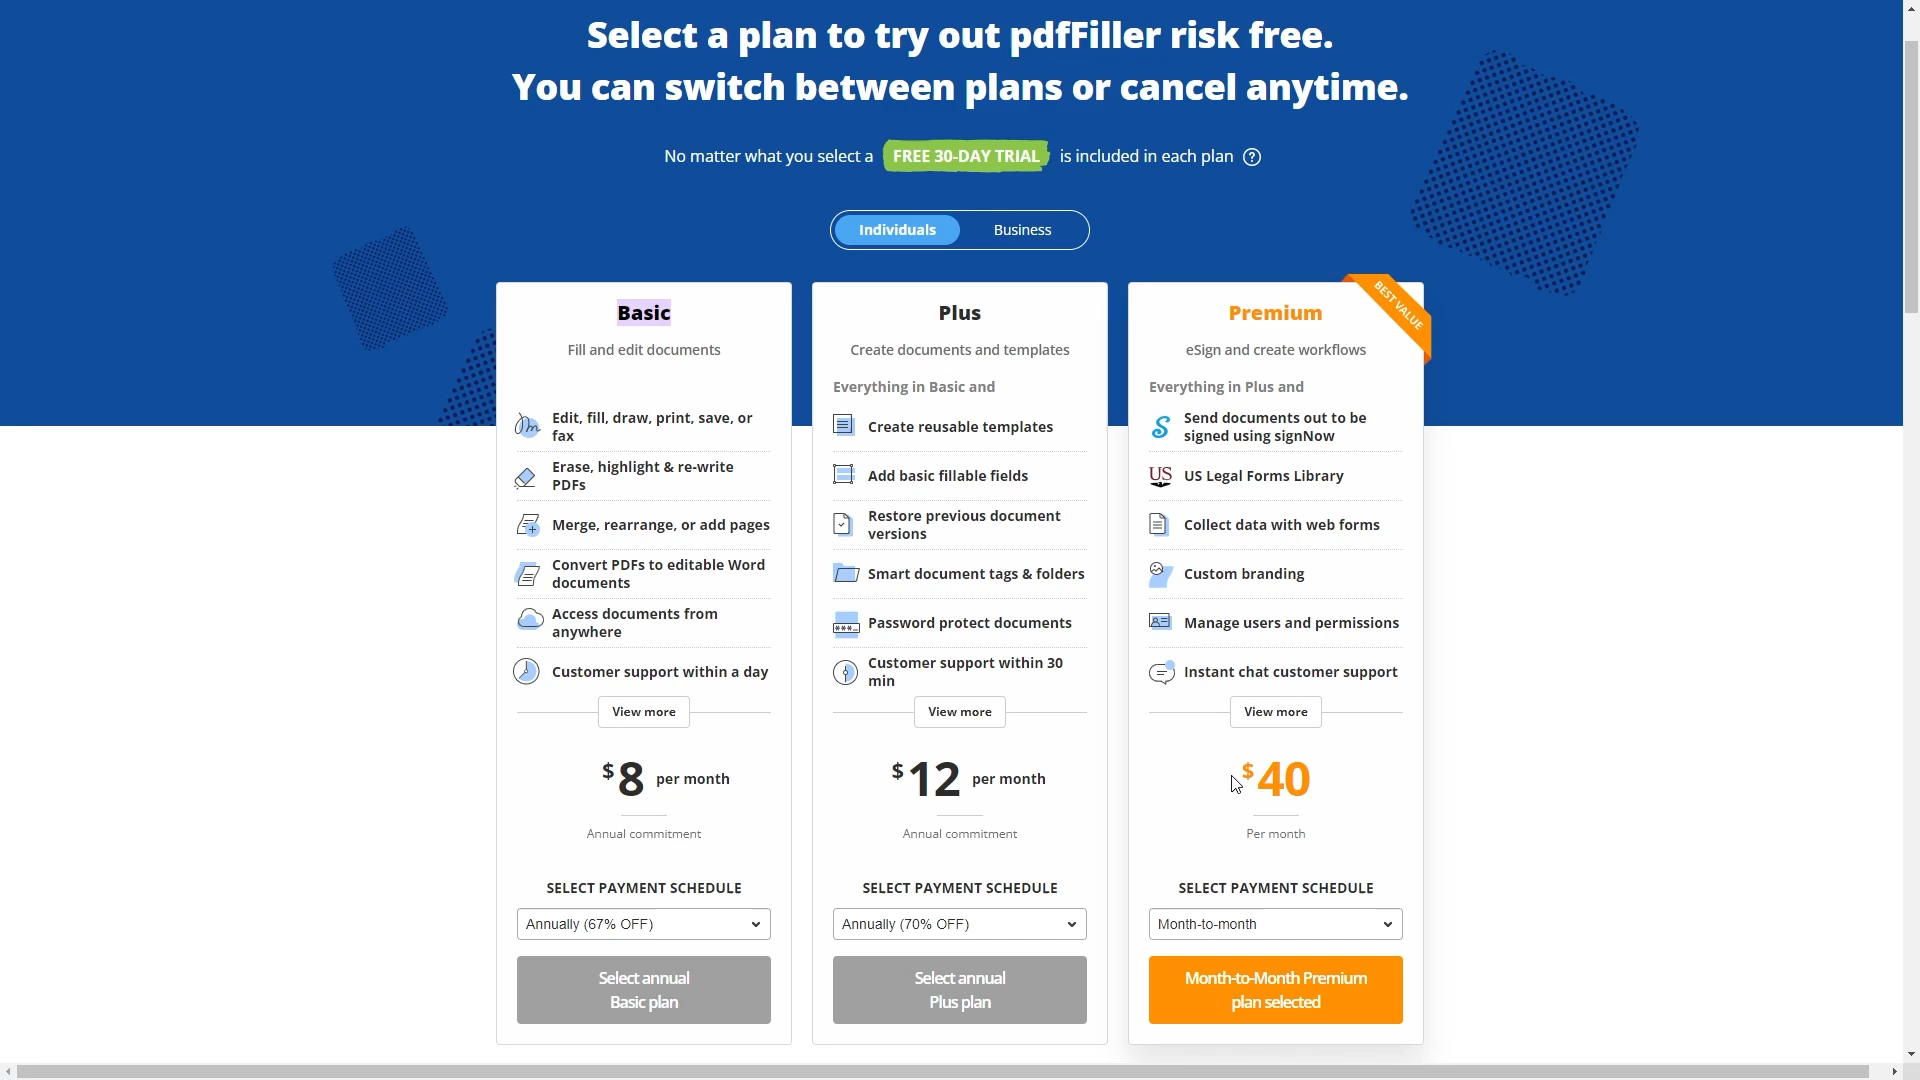 Select a plan to try out pdfFiller risk free.
You can switch between plans or cancel anytime.
No matter what you select a FREE 30-DAY TRIAL is included in each plan ?
Individuals
Business
Basic
Fill and edit documents
Edit, fill, draw, print, save, or
fax
Erase, highlight & re-write
PDFs
Merge, rearrange, or add pages
Convert PDFs to editable Word
documents
Access documents from
anywhere
Customer support within a day
View more
$8 per month
Annual commitment
SELECT PAYMENT SCHEDULE
Annually (67% OFF)
Select annual
Basic plan
Plus
Create documents and templates
Everything in Basic and
Create reusable templates
Add basic fillable fields
Restore previous document
versions
Smart document tags & folders
Password protect documents
Customer support within 30
min
View more
$12 per month
Annual commitment
SELECT PAYMENT SCHEDULE
Annually (70% OFF)
Select annual
Plus plan
BEST VALUE
Premium
eSign and create workflows
Everything in Plus and
Send documents out to be
signed using signNow
US
US Legal Forms Library
Collect data with web forms
Custom branding
Manage users and permissions
Instant chat customer support
View more
$40
Per month
SELECT PAYMENT SCHEDULE
Month-to-month
Month-to-Month Premium
plan selected